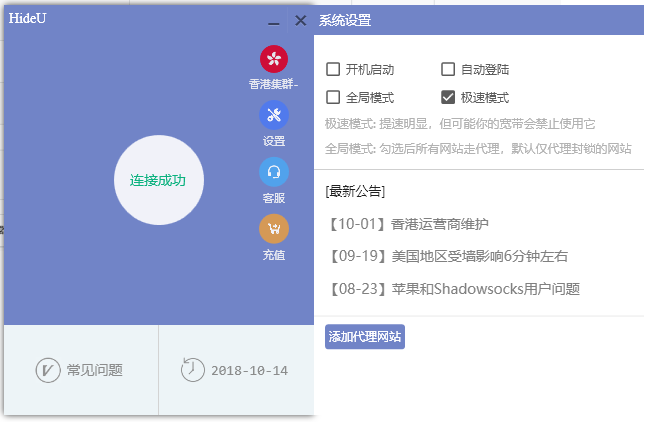 HideU
香港集群-
设置
客服
充值
连接成功
常见问题
2018-10-14
系统设置
开机启动
自动登陆
全局模式
极速模式
极速模式: 提速明显，但可能你的宽带会禁止使用它
全局模式: 勾选后所有网站走代理，默认仅代理封锁的网站
[最新公告]
【10-01】香港运营商维护
【09-19】美国地区受墙影响6分钟左右
【08-23】苹果和Shadowsocks用户问题
添加代理网站